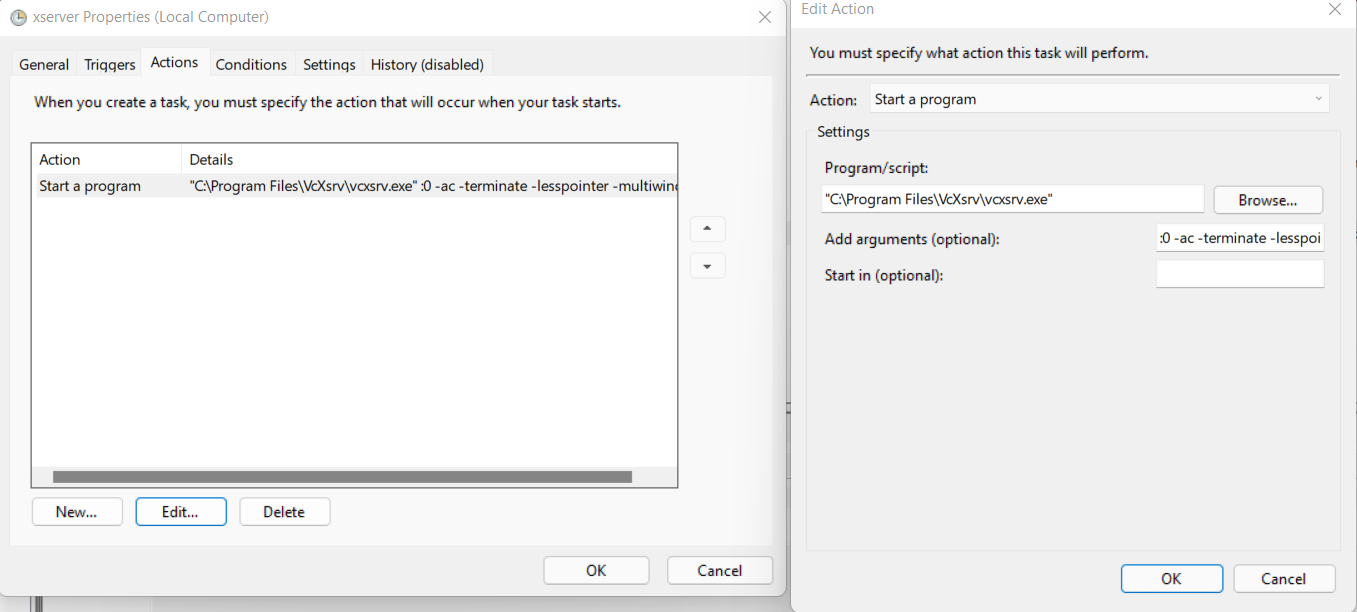 xserver Properties (Local Computer)
General Triggers Actions Conditions Settings History (disabled)
When you create a task, you must specify the action that will occur when your task starts.
Action Details
Start a program "C:\Program Files\VcXsrv\vcxsrv.exe" :0 -ac -terminate -lesspointer -multiwind
New... Edit... Delete
OK Cancel
Edit Action
You must specify what action this task will perform.
Action: Start a program
Settings
Program/script:
"C:\Program Files\VcXsrv\vcxsrv.exe" Browse...
Add arguments (optional): :0 -ac -terminate -lesspoi
Start in (optional):
OK Cancel